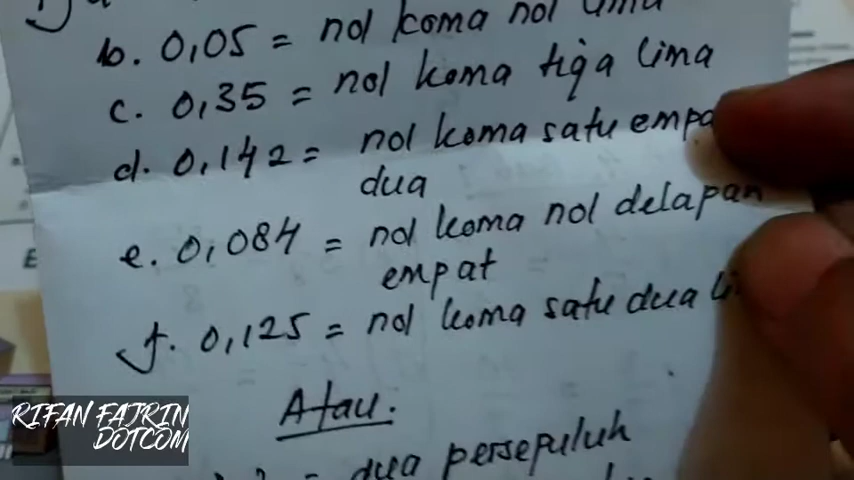 b. 0,05 = nol koma nol lima
c. 0,35 = nol koma tiga lima
d. 0,142 = nol koma satu empa
dua
e. 0,084 = nol koma nol delapan
empat
f. 0,125 = nol koma satu dua
Atau.
= dua persepuluh
RIFAN FAJRIN
DOTCOM